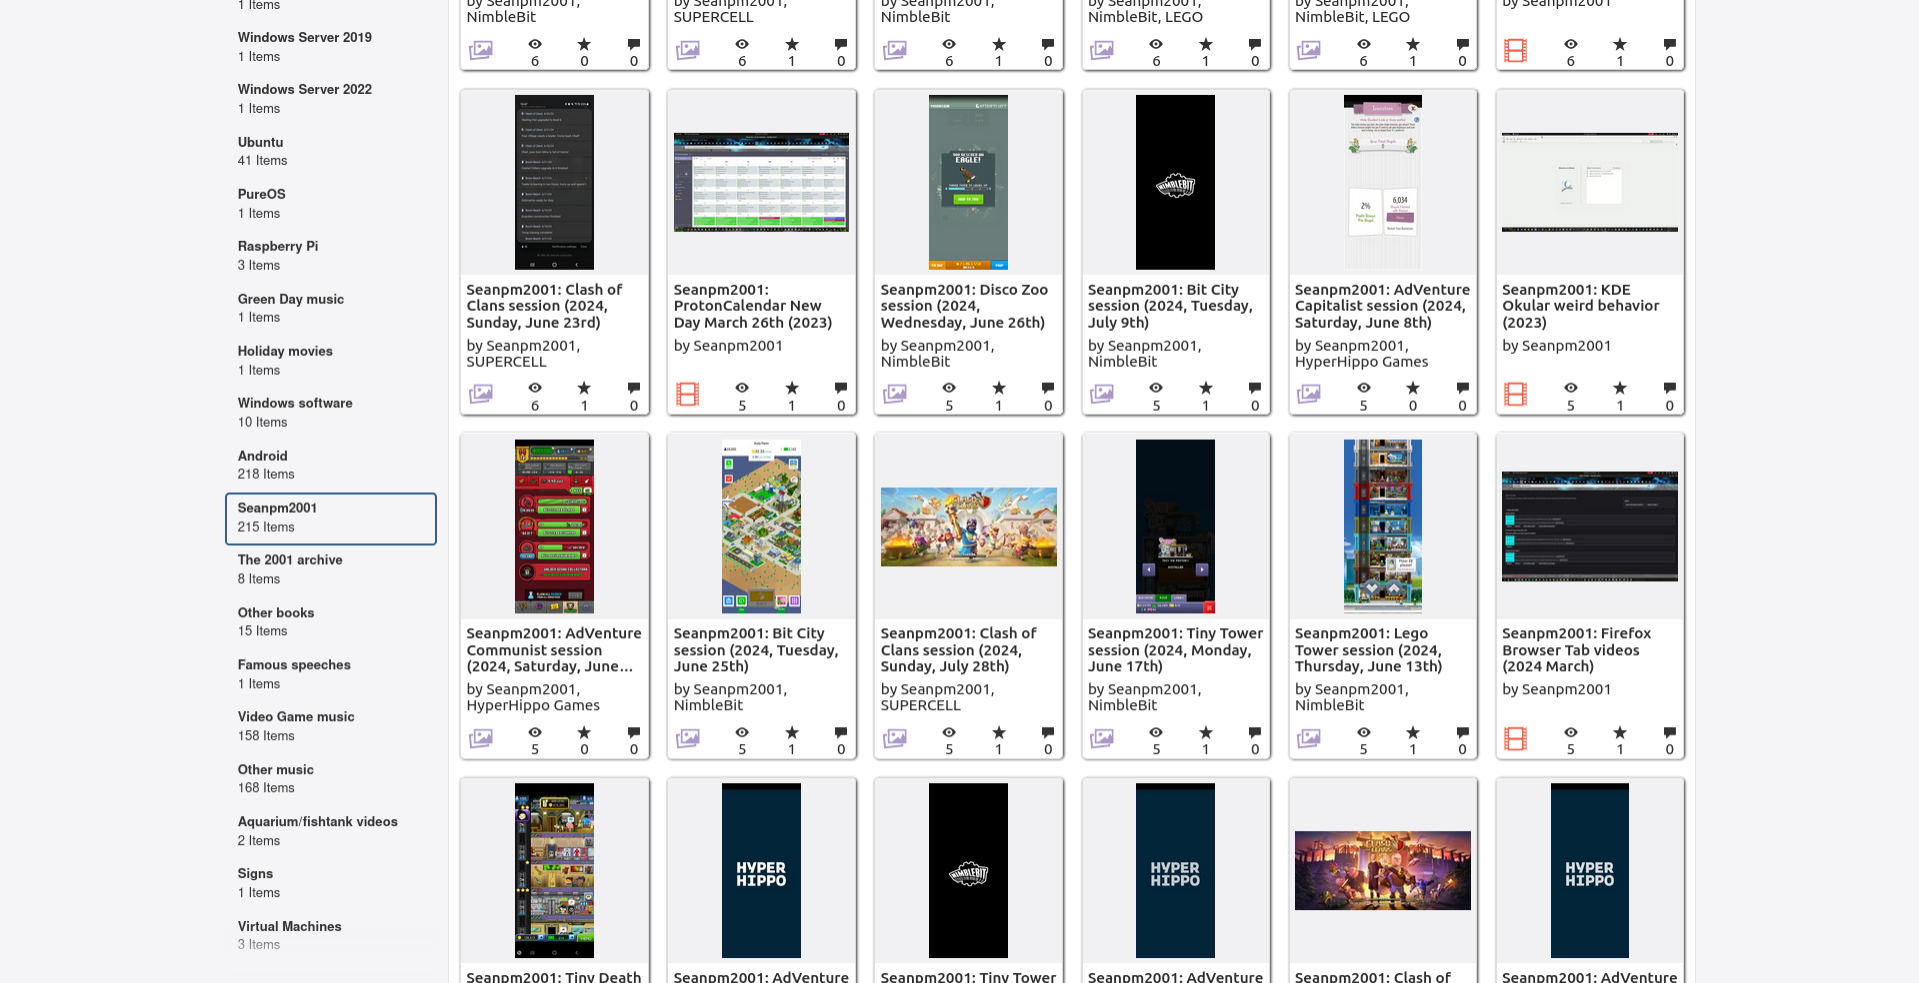 1 Items
Windows Server 2019
1 Items
Windows Server 2022
1 Items
Ubuntu
41 Items
PureOS
1 Items
Raspberry Pi
3 Items
Green Day music
1 Items
Holiday movies
1 Items
Windows software
10 Items
Android
218 Items
Seanpm2001
215 Items
The 2001 archive
8 Items
Other books
15 Items
Famous speeches
1 Items
Video Game music
158 Items
Other music
168 Items
Aquarium/fishtank videos
2 Items
Signs
1 Items
Virtual Machines
3 Items
by Seanpm2001,
NimbleBit
6 0 0
by Seanpm2001,
SUPERCELL
6 1 0
by Seanpm2001,
NimbleBit
6 1 0
by Seanpm2001,
NimbleBit, LEGO
6 1 0
by Seanpm2001,
NimbleBit, LEGO
6 1 0
by Seanpm2001
6 1 0
Seanpm2001: Clash of
Clans session (2024,
Sunday, June 23rd)
by Seanpm2001,
SUPERCELL
6 1 0
Seanpm2001:
ProtonCalendar New
Day March 26th (2023)
by Seanpm2001
5 1 0
EAGLE!
Seanpm2001: Disco Zoo
session (2024,
Wednesday, June 26th)
by Seanpm2001,
NimbleBit
5 1 0
NIMBLEBIT
Seanpm2001: Bit City
session (2024, Tuesday,
July 9th)
by Seanpm2001,
NimbleBit
5 1 0
Investors
2%
6,034
Seanpm2001: AdVenture
Capitalist session (2024,
Saturday, June 8th)
by Seanpm2001,
HyperHippo Games
5 0 0
Seanpm2001: KDE
Okular weird behavior
(2023)
by Seanpm2001
5 1 0
Seanpm2001: AdVenture
Communist session
(2024, Saturday, June...
by Seanpm2001,
HyperHippo Games
5 0 0
Seanpm2001: Bit City
session (2024, Tuesday,
June 25th)
by Seanpm2001,
NimbleBit
5 1 0
Seanpm2001: Clash of
Clans session (2024,
Sunday, July 28th)
by Seanpm2001,
SUPERCELL
5 1 0
Seanpm2001: Tiny Tower
session (2024, Monday,
June 17th)
by Seanpm2001,
NimbleBit
5 1 0
Seanpm2001: Lego
Tower session (2024,
Thursday, June 13th)
by Seanpm2001,
NimbleBit
5 1 0
Seanpm2001: Firefox
Browser Tab videos
(2024 March)
by Seanpm2001
5 1 0
Seanpm2001: Tiny Death
HYPER
HIPPO
Seanpm2001: AdVenture
NIMBLEBIT
Seanpm2001: Tiny Tower
HYPER
HIPPO
Seanpm2001: AdVenture
Seanpm2001: Clash of
HYPER
HIPPO
Seanpm2001: AdVenture